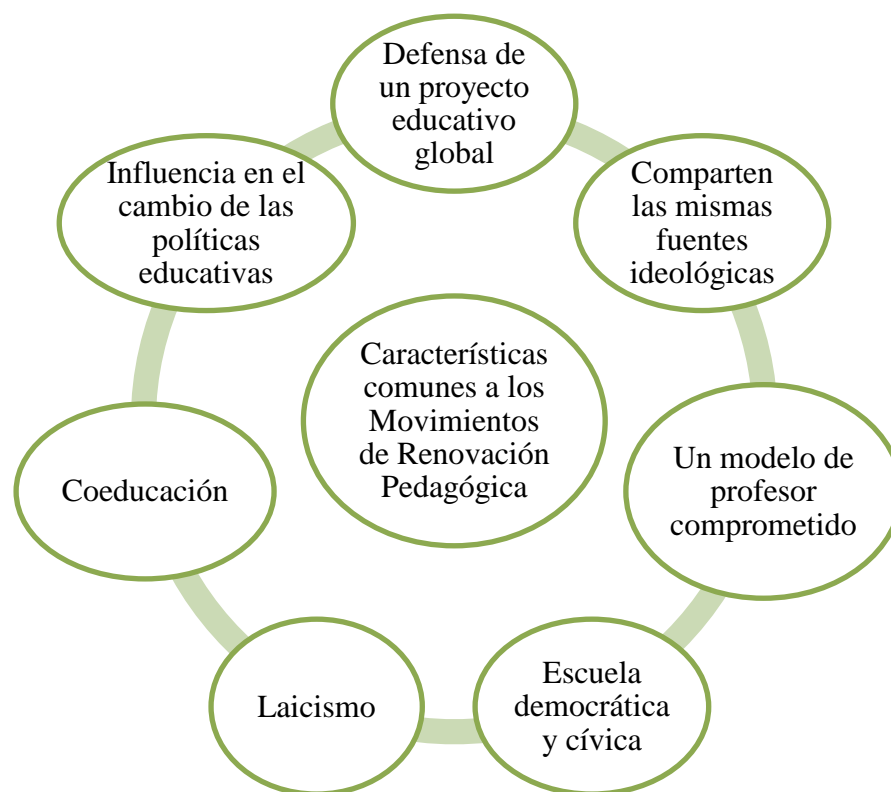 Defensa de
un proyecto
educativo
global
Comparten
las mismas
fuentes
ideológicas
Un modelo de
profesor
comprometido
Escuela
democrática
y cívica
Laicismo
Coeducación
Influencia en el
cambio de las
políticas
educativas
Características
comunes a los
Movimientos
de Renovación
Pedagógica